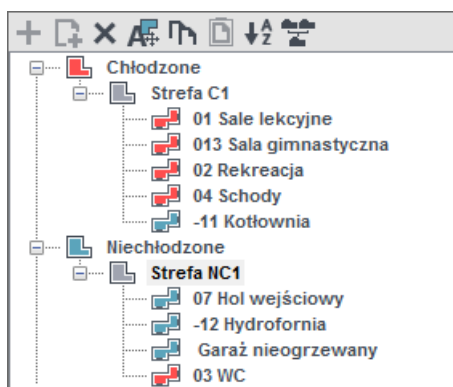 Chłodzone
Strefa C1
01 Sale lekcyjne
013 Sala gimnastyczna
02 Rekreacja
04 Schody
-11 Kotłownia
Niechłodzone
Strefa NC1
07 Hol wejściowy
-12 Hydrofornia
Garaż nieogrzewany
03 WC